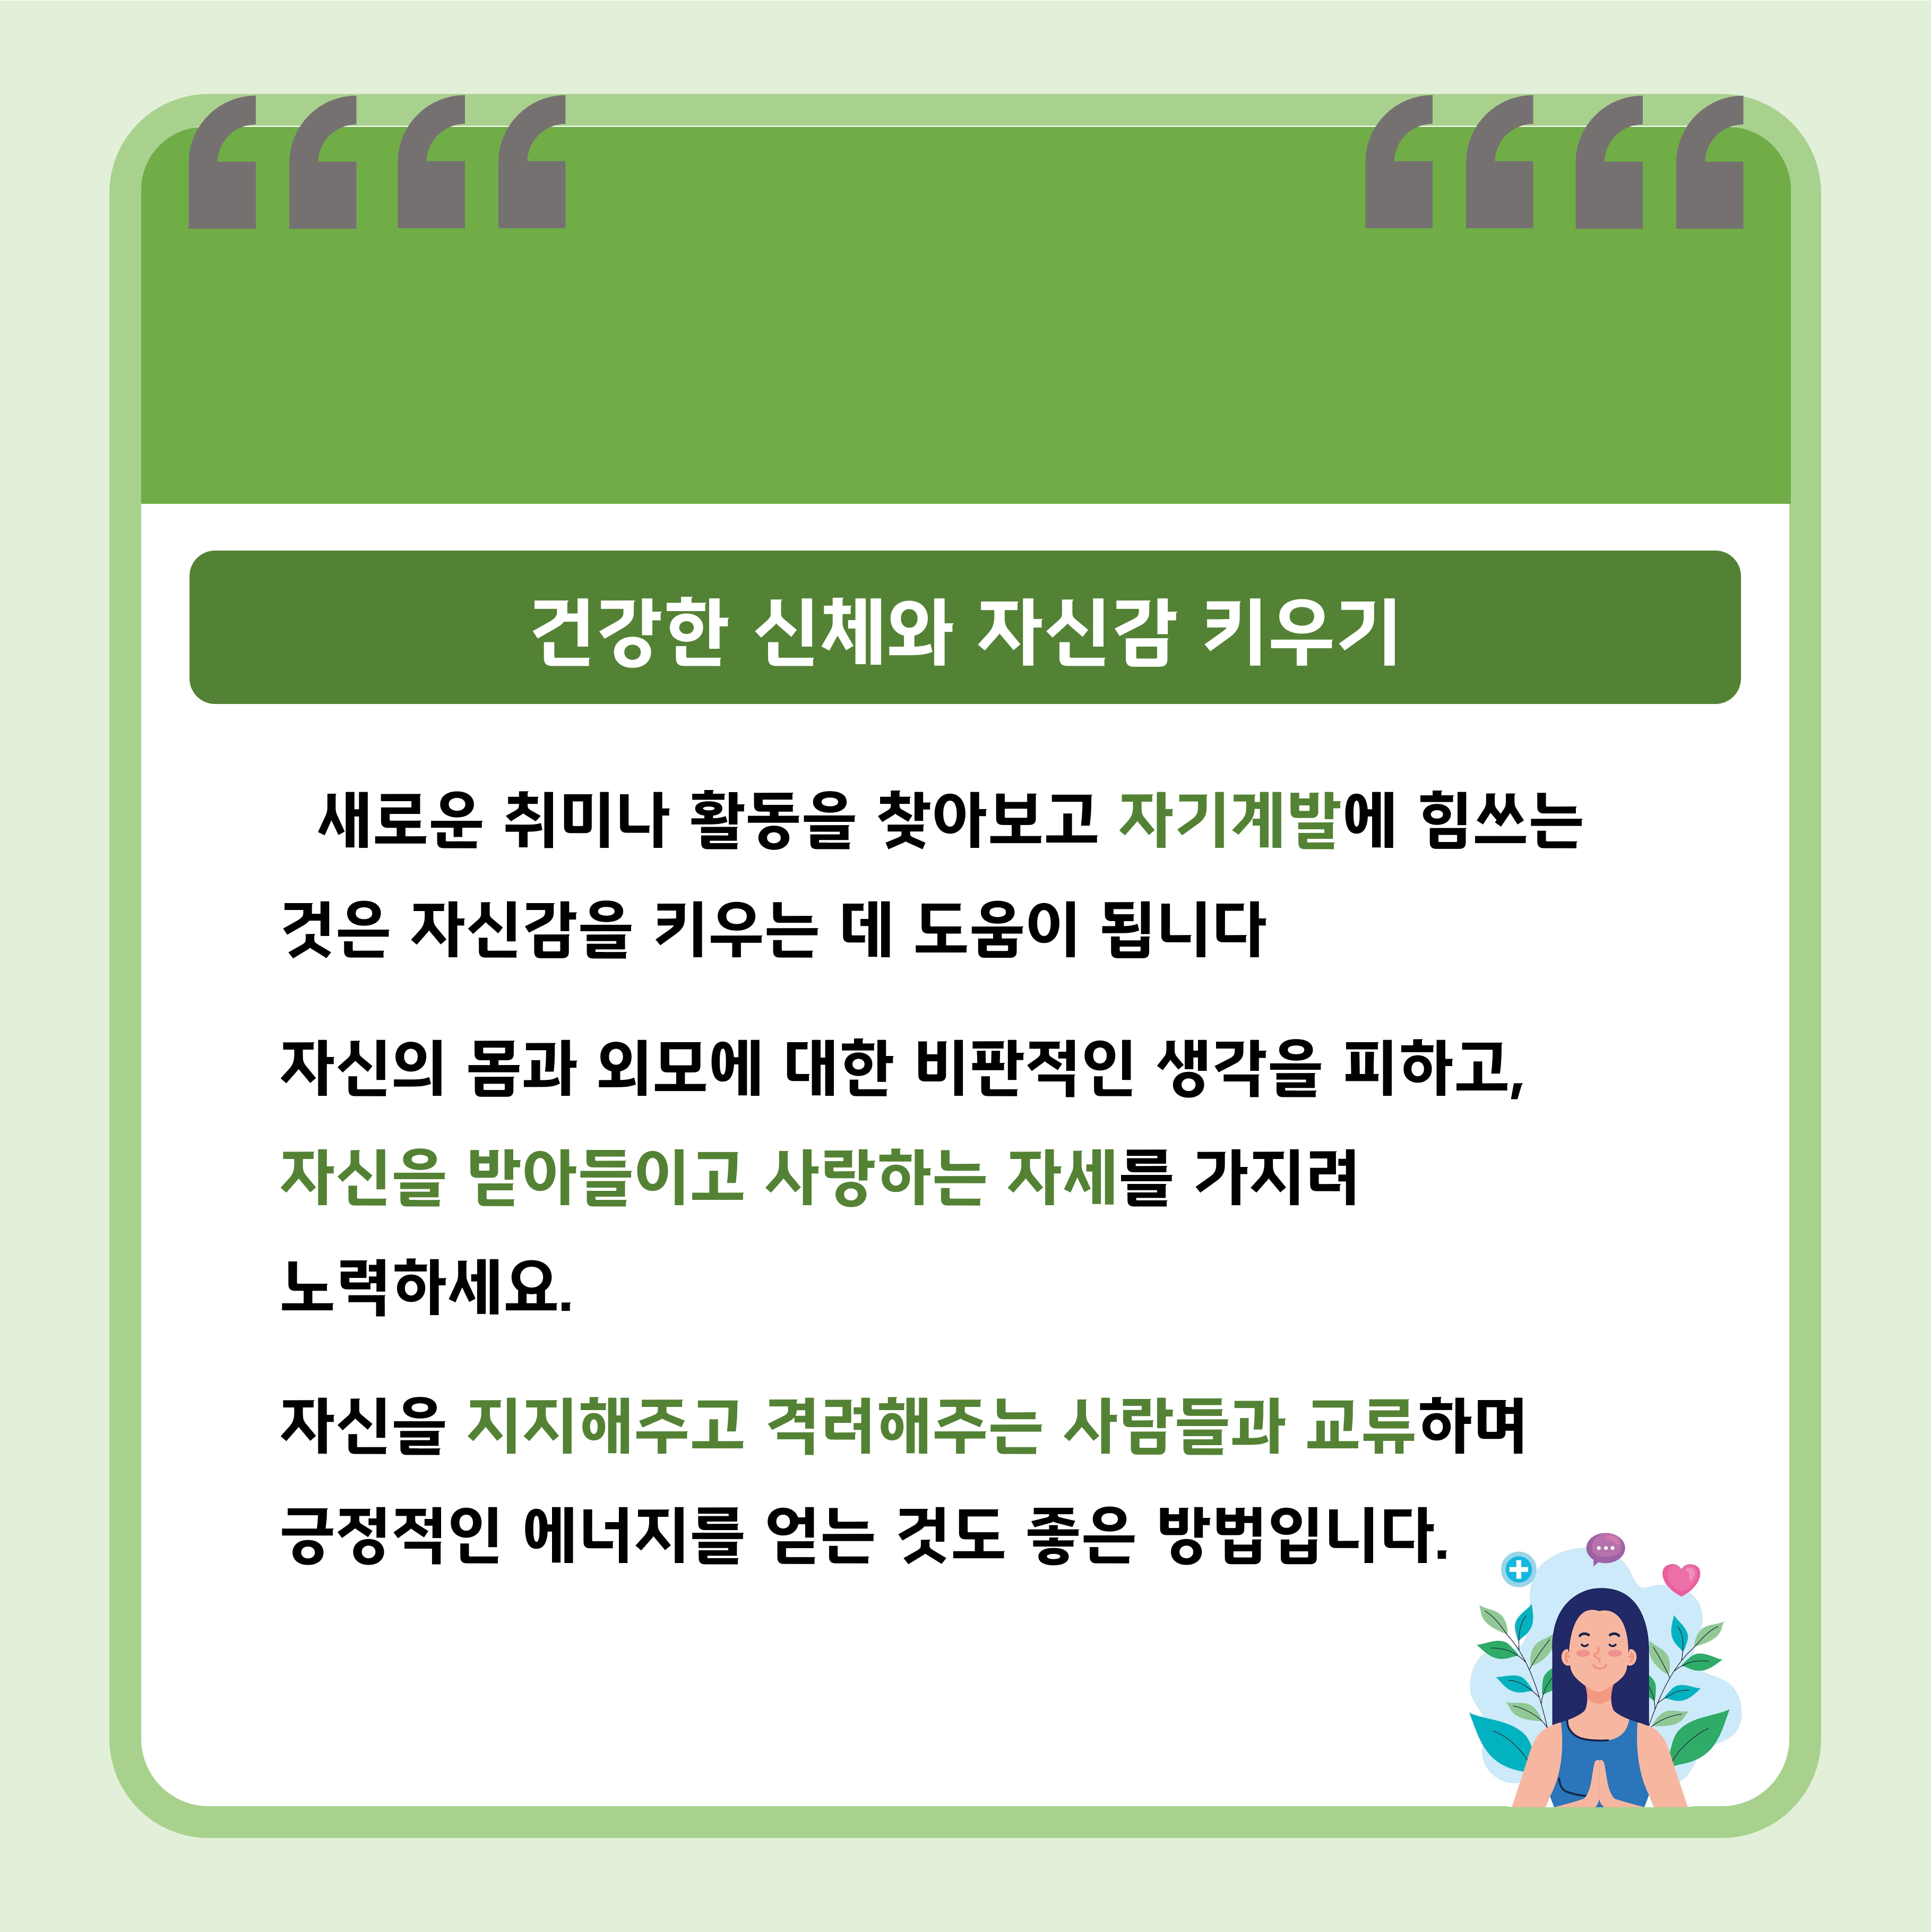 건강한 신체와 자신감 키우기
새로운 취미나 활동을 찾아보고 자기계발에 힘쓰는
것은 자신감을 키우는 데 도움이 됩니다
자신의 몸과 외모에 대한 비판적인 생각을 피하고,
자신을 받아들이고 사랑하는 자세를 가지려
노력하세요.
자신을 지지해주고 격려해주는 사람들과 교류하며
긍정적인 에너지를 얻는 것도 좋은 방법입니다.